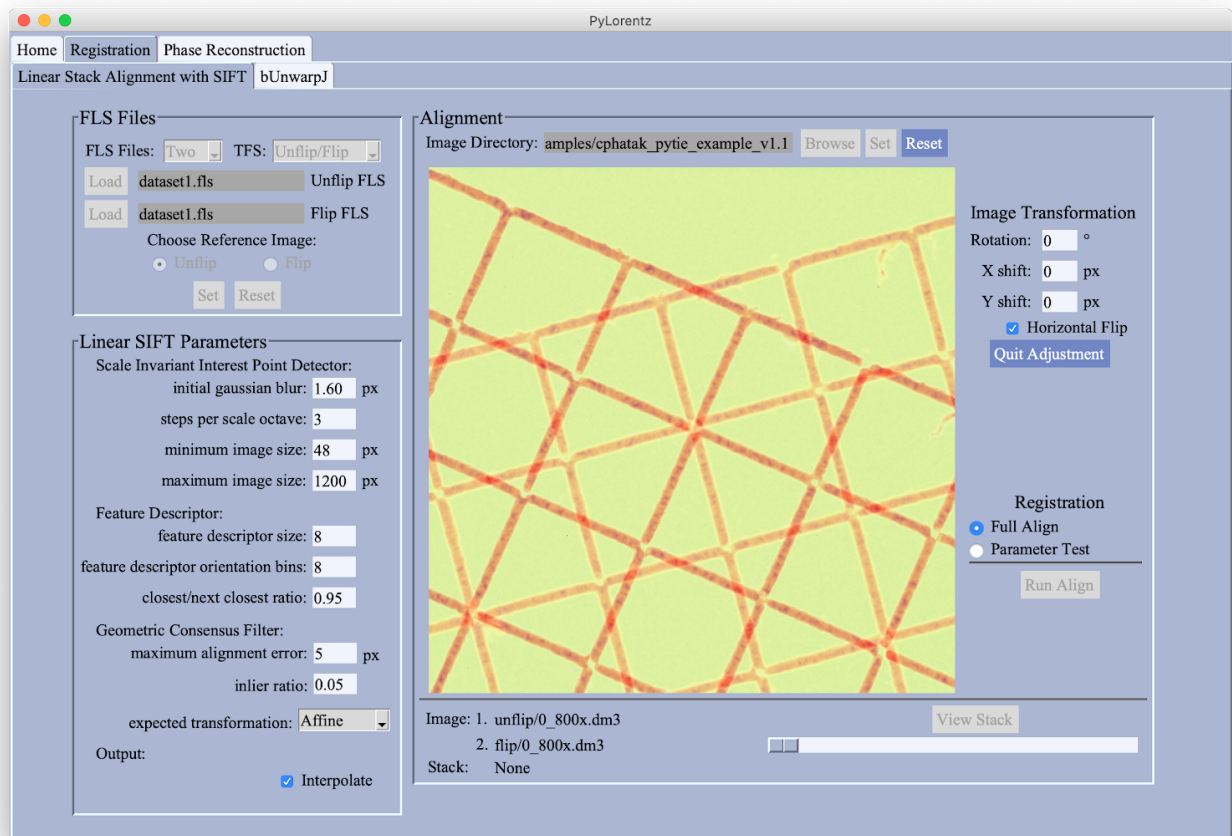 PyLorentz
Home Registration Phase Reconstruction
Linear Stack Alignment with SIFT bUnwarpJ
FLS Files
FLS Files: Two TFS: Unflip/Flip
Load dataset1.fls Unflip FLS
Load dataset1.fls Flip FLS
Choose Reference Image:
Unflip Flip
Set Reset
Linear SIFT Parameters
Scale Invariant Interest Point Detector:
initial gaussian blur: 1.60 px
steps per scale octave: 3
minimum image size: 48 px
maximum image size: 1200 px
Feature Descriptor:
feature descriptor size: 8
feature descriptor orientation bins: 8
closest/next closest ratio: 0.95
Geometric Consensus Filter:
maximum alignment error: 5 px
inlier ratio: 0.05
expected transformation: Affine
Output:
Interpolate
Alignment
Image Directory: amples/cphatak_pytie_example_v1.1 Browse Set Reset
Image Transformation
Rotation: 0 °
X shift: 0 px
Y shift: 0 px
Horizontal Flip
Quit Adjustment
Registration
Full Align
Parameter Test
Run Align
Image: 1. unflip/0_800x.dm3 View Stack
2. flip/0_800x.dm3
Stack: None